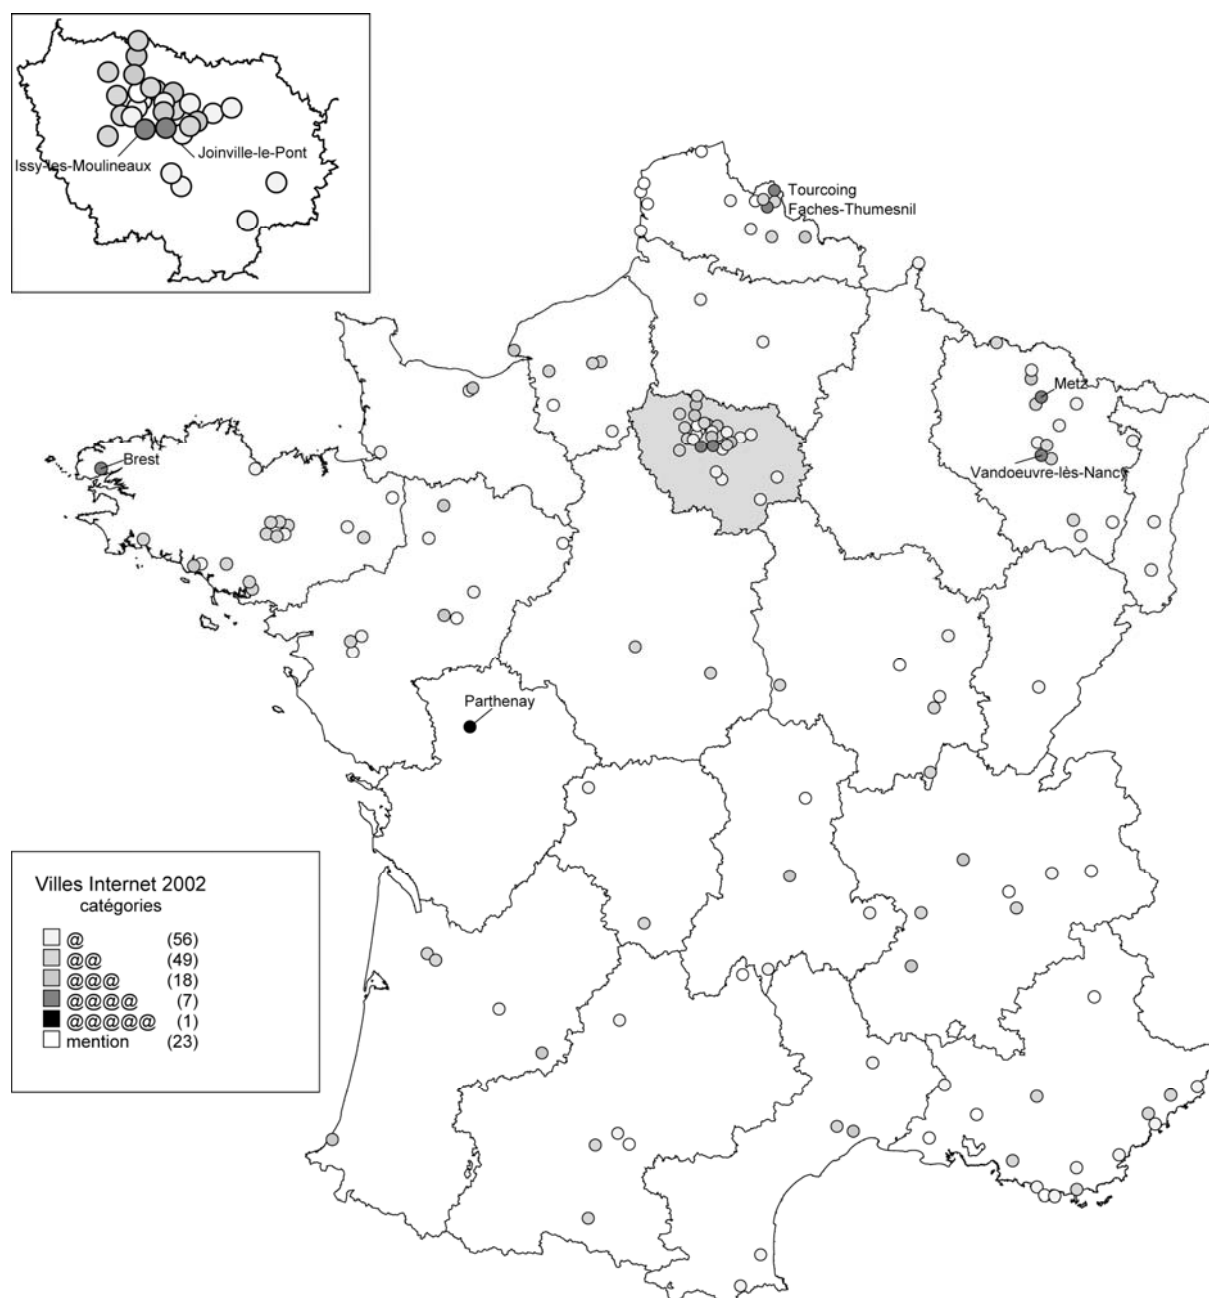 Joinville-le-Pont
Issy-les-Moulineaux
Tourcoing
Faches-Thumesnil
Metz
Brest
Vandoeuvre-lès-Nancy
Parthenay
Villes Internet 2002
catégories
@ (56)
@@ (49)
@@@ (18)
@@@@ (7)
@@@@@ (1)
mention (23)